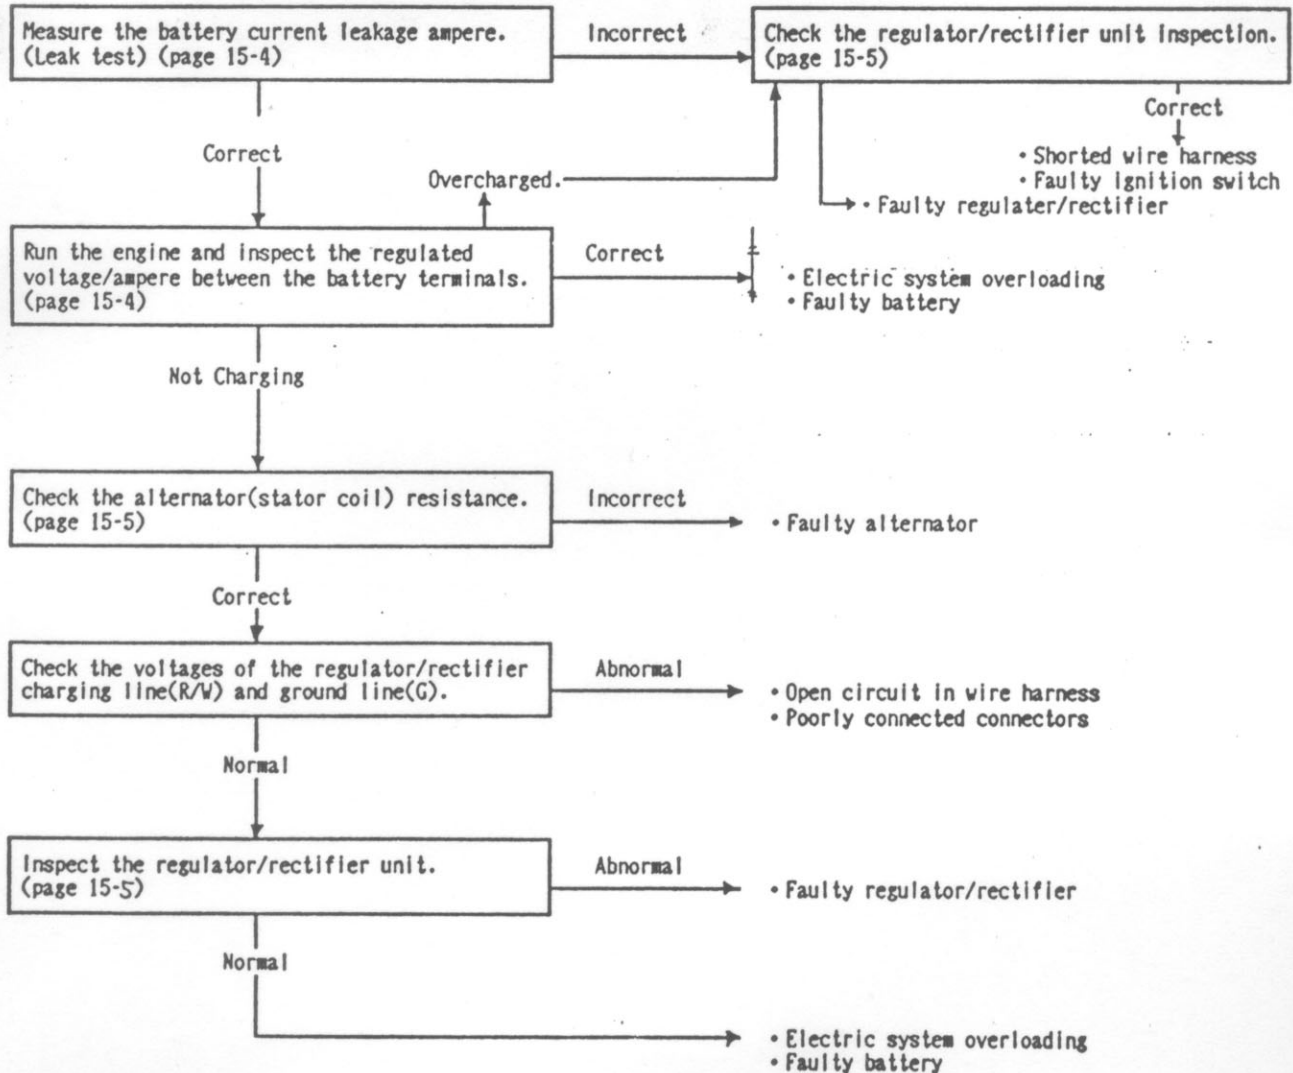 Measure the battery current leakage ampere.
(Leak test) (page 15-4)
Incorrect
Check the regulator/rectifier unit inspection.
(page 15-5)
Correct
• Shorted wire harness
• Faulty ignition switch
• Faulty regulater/rectifier
Correct
Overcharged.
Run the engine and inspect the regulated
voltage/ampere between the battery terminals.
(page 15-4)
Correct
• Electric system overloading
• Faulty battery
Not Charging
Check the alternator(stator coil) resistance.
(page 15-5)
Incorrect
• Faulty alternator
Correct
Check the voltages of the regulator/rectifier
charging line(R/W) and ground line(G).
Abnormal
• Open circuit in wire harness
• Poorly connected connectors
Normal
Inspect the regulator/rectifier unit.
(page 15-5)
Abnormal
• Faulty regulator/rectifier
Normal
• Electric system overloading
• Faulty battery